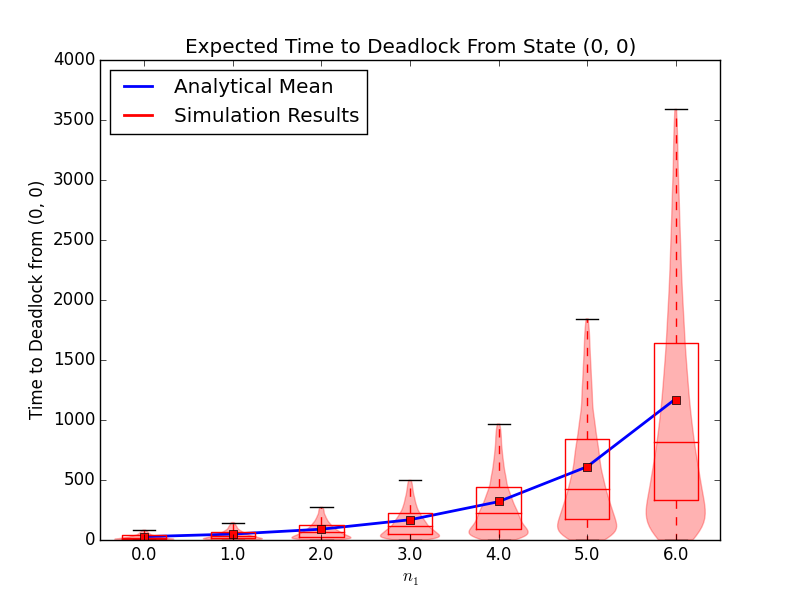 Expected Time to Deadlock From State (0, 0)
Analytical Mean
Simulation Results
Time to Deadlock from (0, 0)
4000
3500
3000
2500
2000
1500
1000
500
0
0.0 1.0 2.0 3.0 4.0 5.0 6.0
n₁